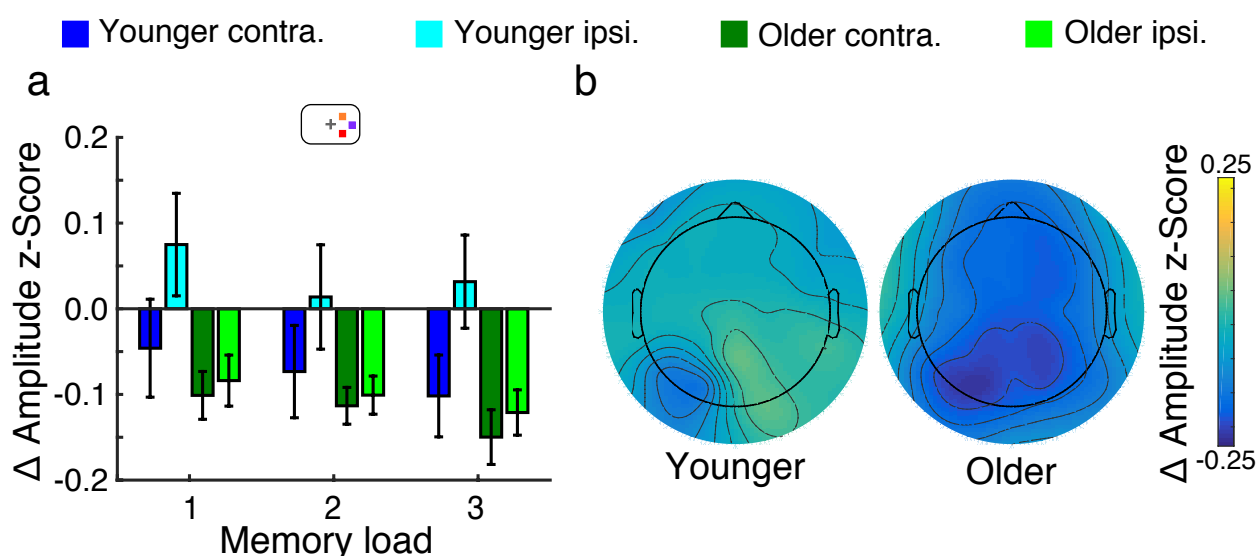 Younger contra. Younger ipsi. Older contra. Older ipsi.
a
b
Δ Amplitude z-Score
0.2
0.1
0.0
-0.1
-0.2
1 2 3
Memory load
Younger
Older
Δ Amplitude z-Score
0.25
-0.25